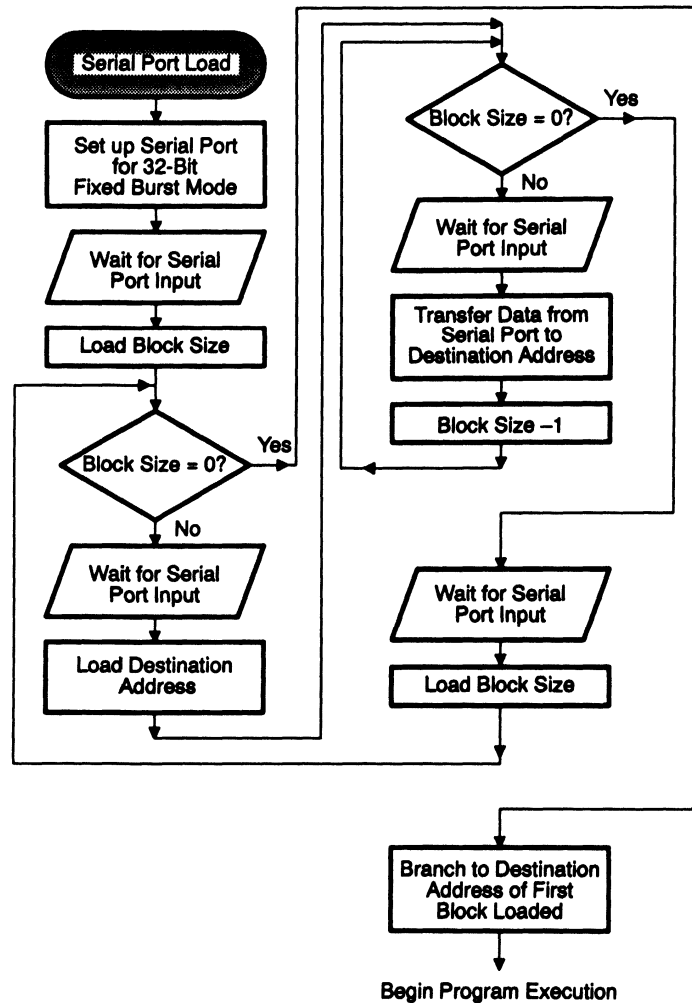 Serial Port Load
Set up Serial Port
for 32-Bit
Fixed Burst Mode
Wait for Serial
Port Input
Load Block Size
Block Size = 0?
Yes
No
Wait for Serial
Port Input
Load Destination
Address
Block Size = 0?
Yes
No
Wait for Serial
Port Input
Transfer Data from
Serial Port to
Destination Address
Block Size –1
Wait for Serial
Port Input
Load Block Size
Branch to Destination
Address of First
Block Loaded
Begin Program Execution